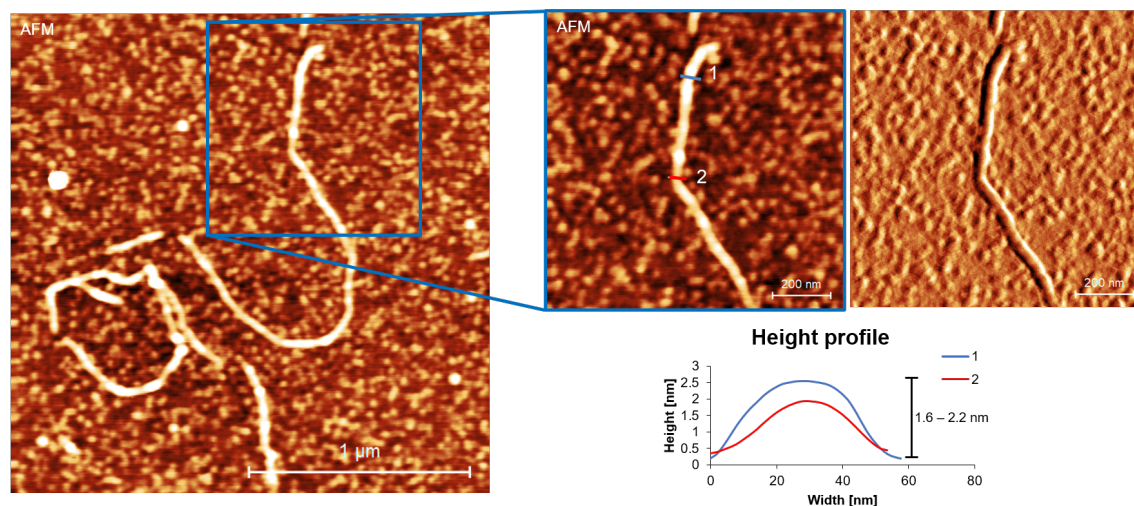 AFM
1 µm
AFM
1
2
200 nm
200 nm
Height profile
1
2
3
2.5
2
1.5
1
0.5
0
Height [nm]
1.6 – 2.2 nm
0 20 40 60 80
Width [nm]